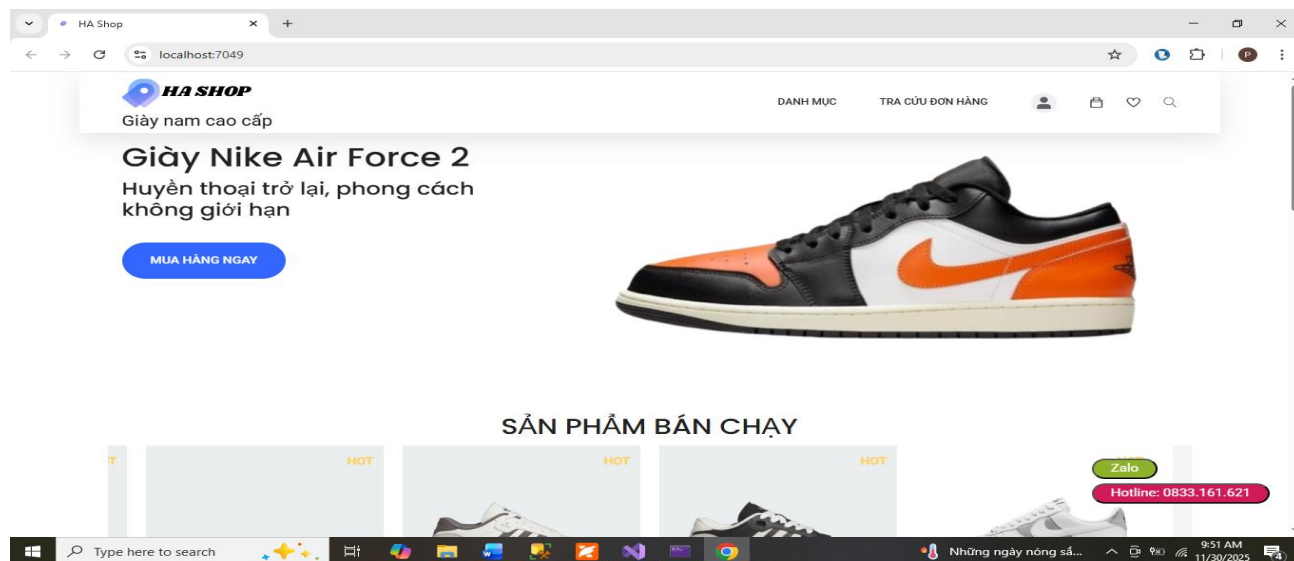 HA Shop
localhost:7049
P
HA SHOP
Giày nam cao cấp
DANH MỤC
TRA CỨU ĐƠN HÀNG
Giày Nike Air Force 2
Huyền thoại trở lại, phong cách
không giới hạn
MUA HÀNG NGAY
SẢN PHẨM BÁN CHẠY
HOT
HOT
HOT
Zalo
Hotline: 0833.161.621
Type here to search
Những ngày nóng sắ...
9:51 AM
11/30/2025
4